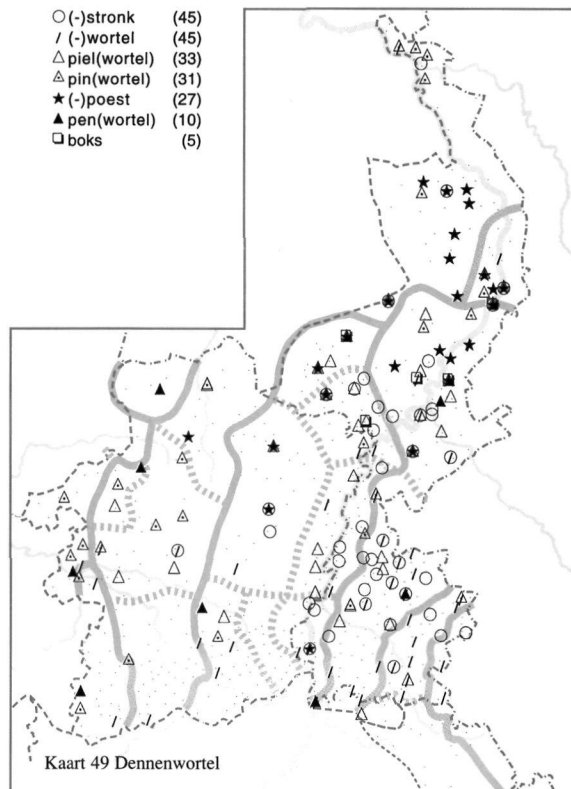 (-)stronk (45)
(-)wortel (45)
piel(wortel) (33)
pin(wortel) (31)
(-)poest (27)
pen(wortel) (10)
boks (5)
Kaart 49 Dennenwortel